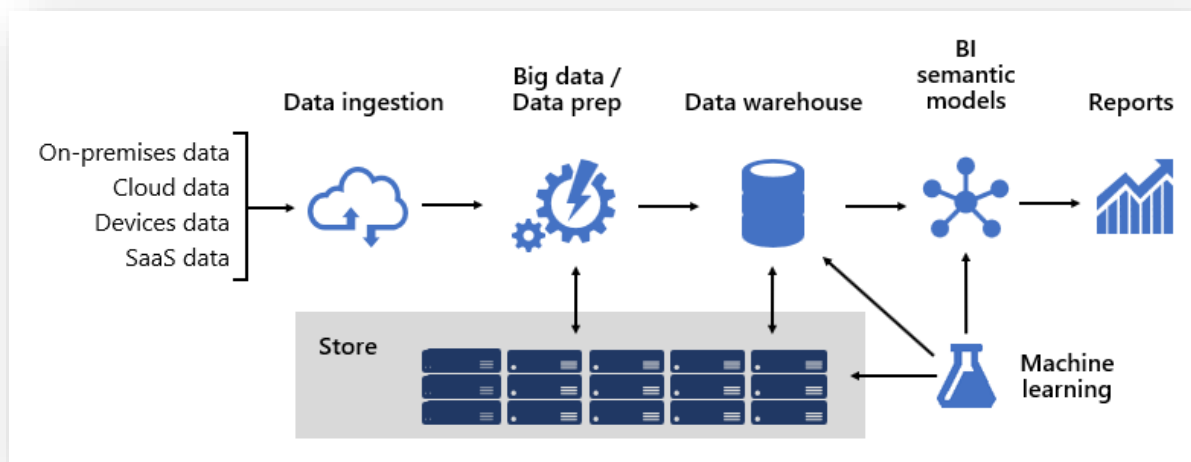 BI
semantic
models
Big data /
Data prep
Data ingestion
Data warehouse
Reports
On-premises data
Cloud data
Devices data
SaaS data
Store
Machine
learning